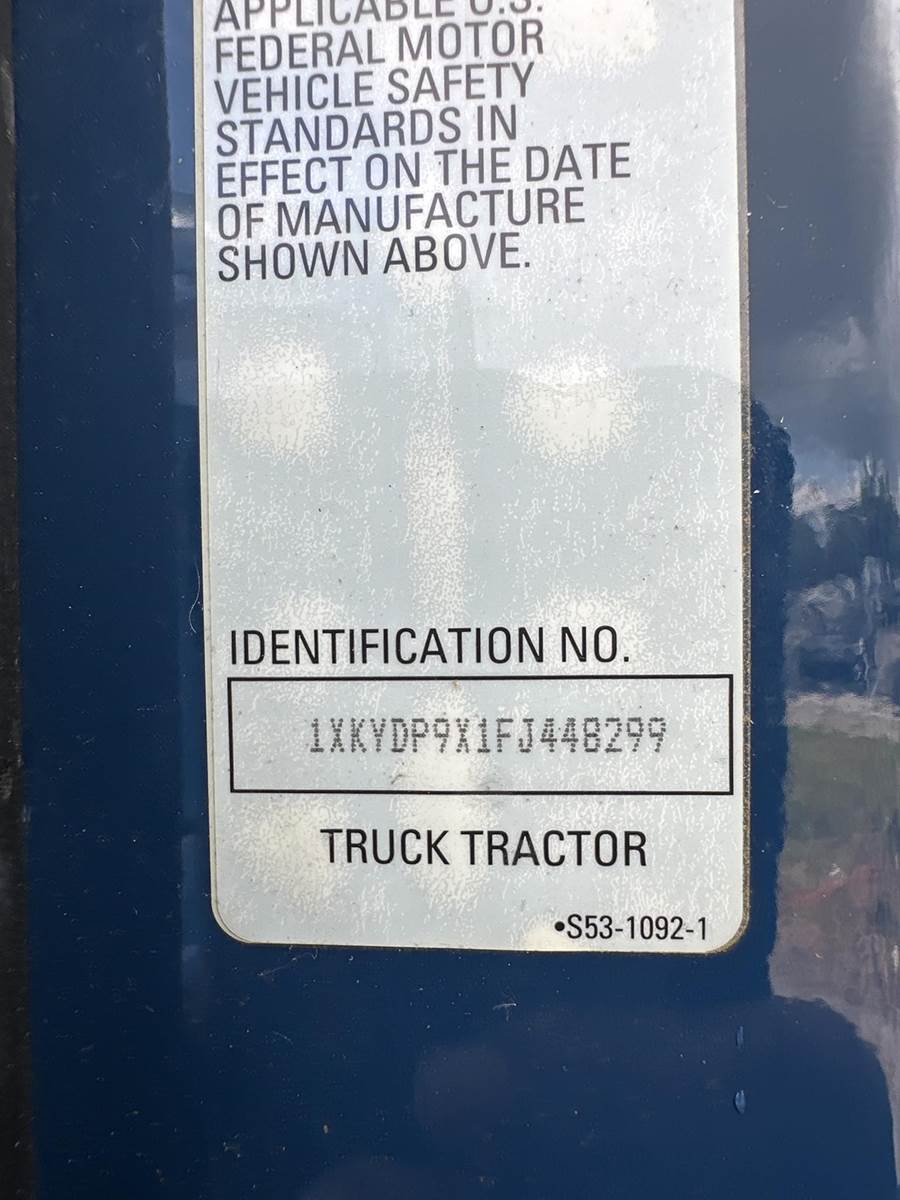 APPLICABLE U.S.
FEDERAL MOTOR
VEHICLE SAFETY
STANDARDS IN
EFFECT ON THE DATE
OF MANUFACTURE
SHOWN ABOVE.
IDENTIFICATION NO.
1XKYDP9X1FJ448299
TRUCK TRACTOR
•S53-1092-1